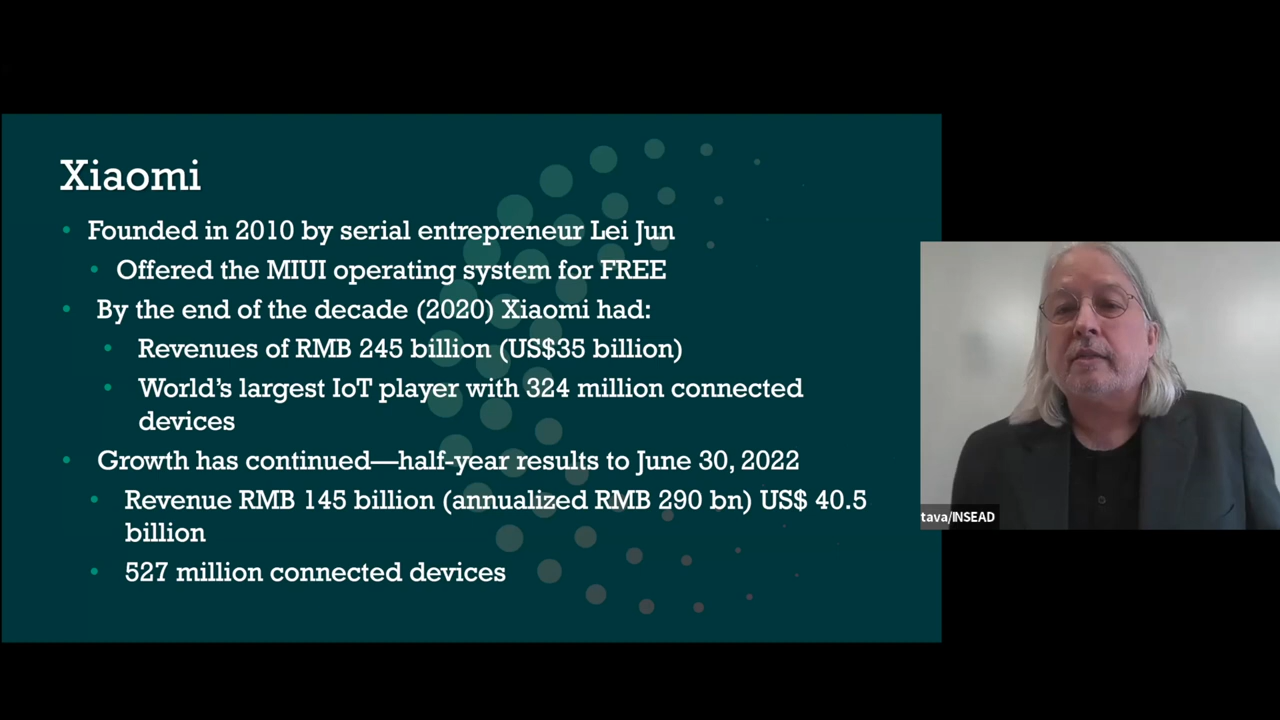 Xiaomi
Founded in 2010 by serial entrepreneur Lei Jun
Offered the MIUI operating system for FREE
By the end of the decade (2020) Xiaomi had:
Revenues of RMB 245 billion (US$35 billion)
World’s largest IoT player with 324 million connected
devices
Growth has continued—half-year results to June 30, 2022
Revenue RMB 145 billion (annualized RMB 290 bn) US$ 40.5
billion
527 million connected devices
tava/INSEAD